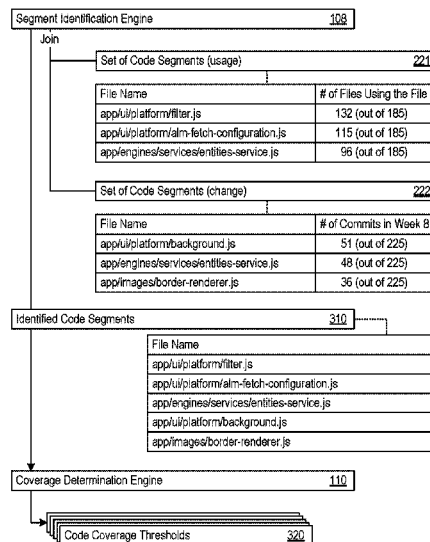 Segment Identification Engine 108
Join
Set of Code Segments (usage) 221
File Name # of Files Using the File
app/ui/platform/filter.js 132 (out of 185)
app/ui/platform/alm-fetch-configuration.js 115 (out of 185)
app/engines/services/entities-service.js 96 (out of 185)
Set of Code Segments (change) 222
File Name # of Commits in Week 8
app/ui/platform/background.js 51 (out of 225)
app/engines/services/entities-service.js 48 (out of 225)
app/images/border-renderer.js 36 (out of 225)
Identified Code Segments 310
File Name
app/ui/platform/filter.js
app/ui/platform/alm-fetch-configuration.js
app/engines/services/entities-service.js
app/ui/platform/background.js
app/images/border-renderer.js
Coverage Determination Engine 110
Code Coverage Thresholds 320